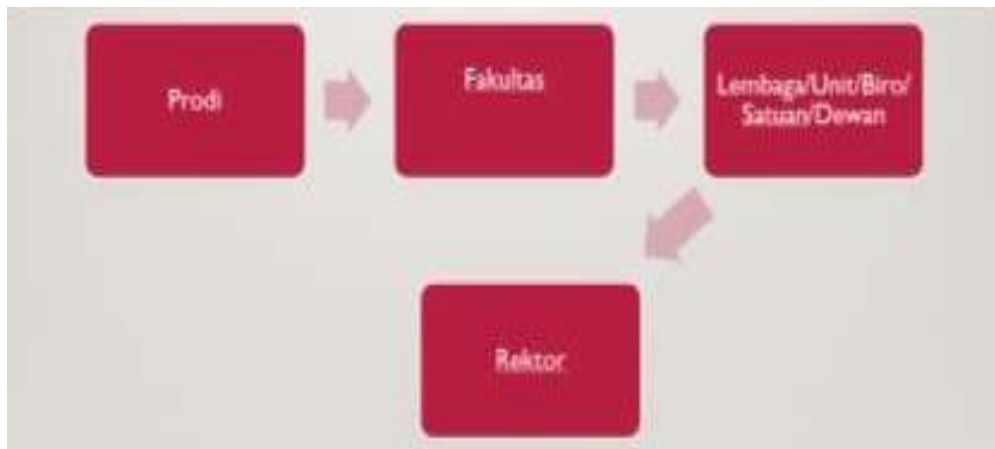 Prodi
Fakultas
Lembaga/Unit/Biro/
Satuan/Dewan
Rektor